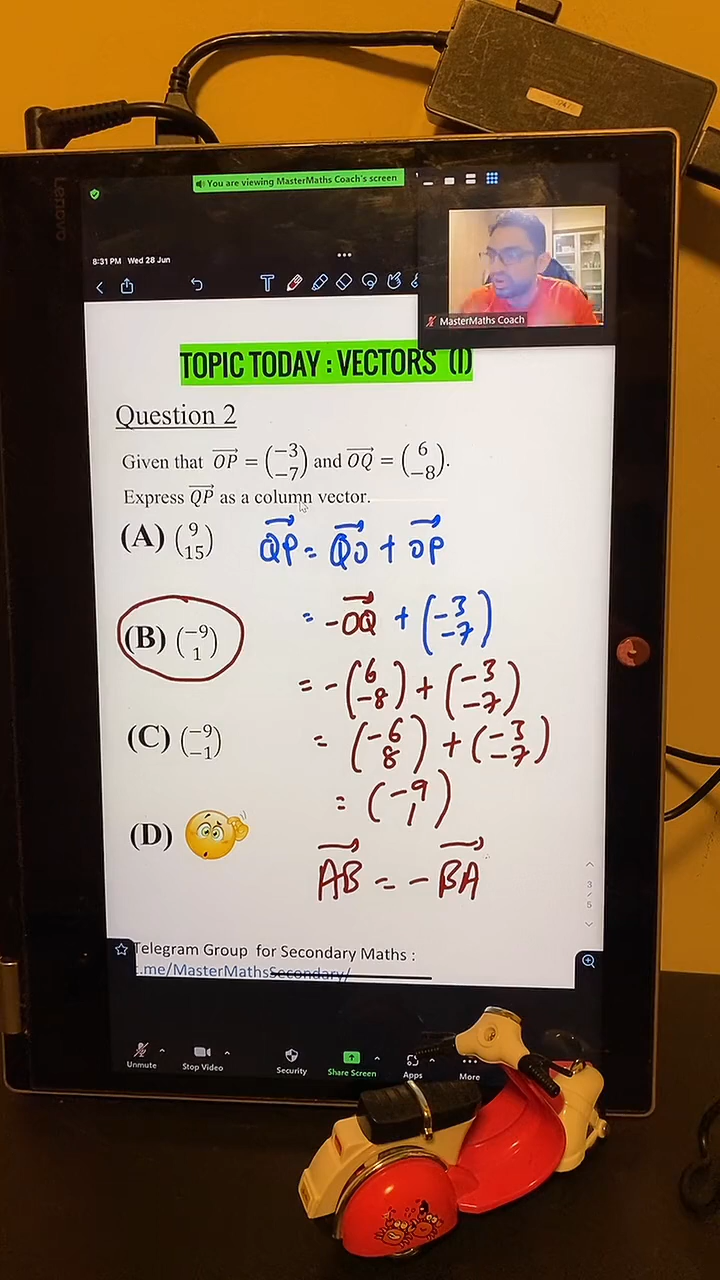 Lenovo
You are viewing MasterMaths Coach's screen
8:31 PM Wed 28 Jun
MasterMaths Coach
TOPIC TODAY : VECTORS (I)
Question 2
Given that \overrightarrow{OP} = \begin{pmatrix} -3 \\ -7 \end{pmatrix} and \overrightarrow{OQ} = \begin{pmatrix} 6 \\ -8 \end{pmatrix}.
Express \overrightarrow{QP} as a column vector.
(A) \begin{pmatrix} 9 \\ 15 \end{pmatrix}
\overrightarrow{QP} = \overrightarrow{QO} + \overrightarrow{OP}
= -\overrightarrow{OQ} + \begin{pmatrix} -3 \\ -7 \end{pmatrix}
(B) \begin{pmatrix} -9 \\ 1 \end{pmatrix}
= -\begin{pmatrix} 6 \\ -8 \end{pmatrix} + \begin{pmatrix} -3 \\ -7 \end{pmatrix}
(C) \begin{pmatrix} -9 \\ -1 \end{pmatrix}
= \begin{pmatrix} -6 \\ 8 \end{pmatrix} + \begin{pmatrix} -3 \\ -7 \end{pmatrix}
= \begin{pmatrix} -9 \\ 1 \end{pmatrix}
(D)
\overrightarrow{AB} = -\overrightarrow{BA}
3
/
5
Telegram Group for Secondary Maths :
.me/MasterMathsSecondary/
Unmute
Stop Video
Security
Share Screen
Apps
More